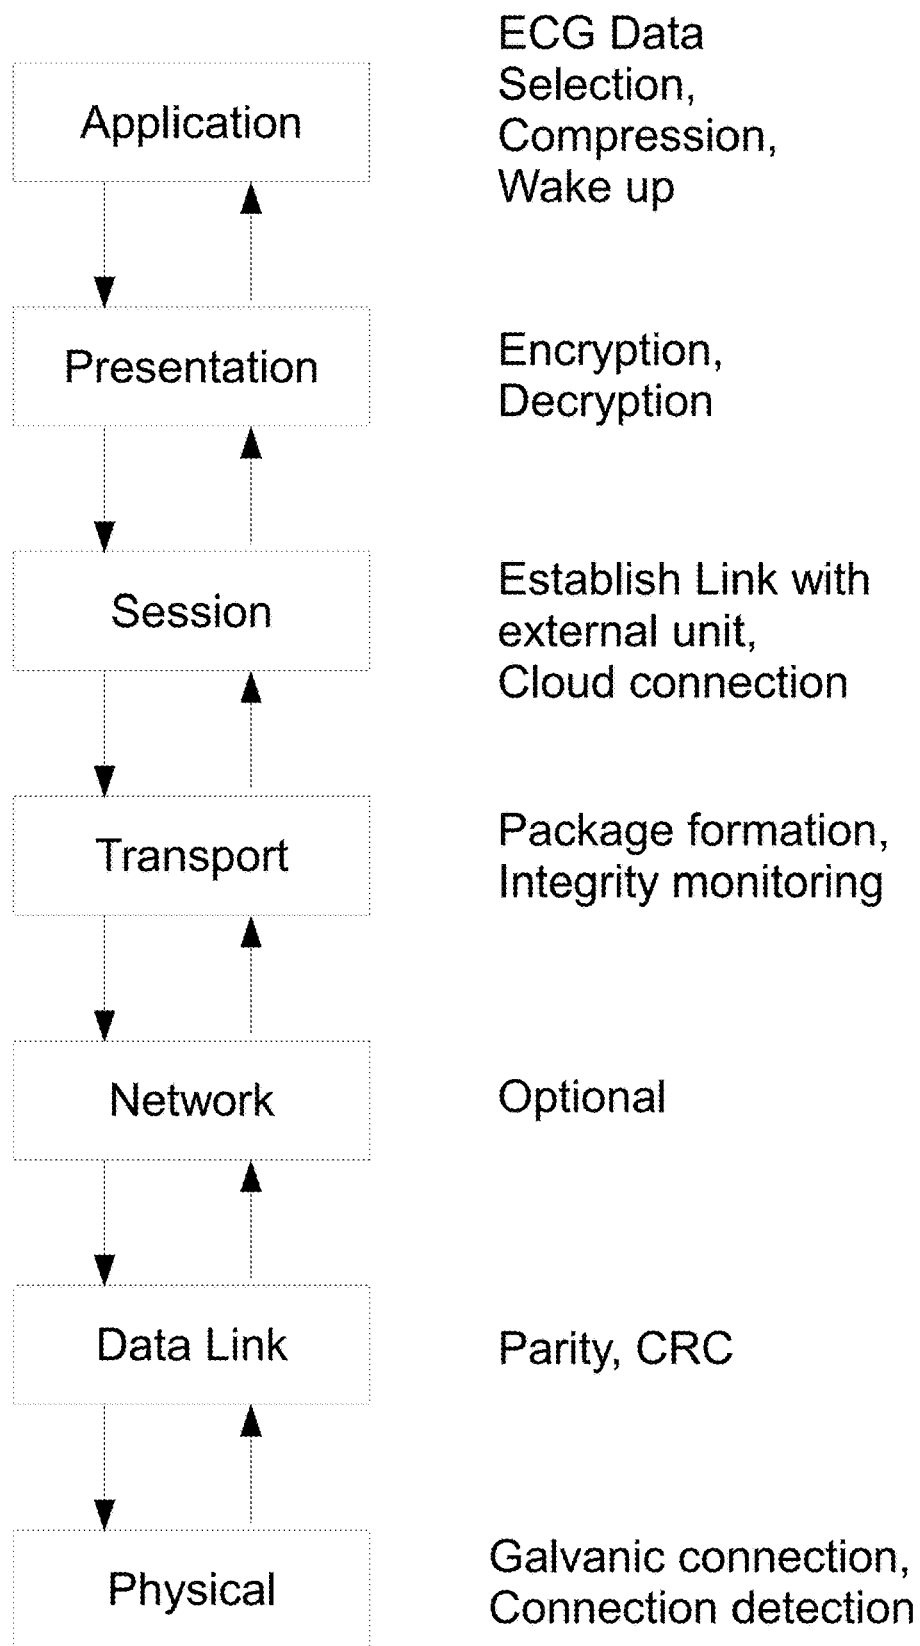 ECG Data
Selection,
Compression,
Wake up
Application
Encryption,
Decryption
Presentation
Establish Link with
external unit,
Cloud connection
Session
Package formation,
Integrity monitoring
Transport
Optional
Network
Parity, CRC
Data Link
Galvanic connection,
Connection detection
Physical